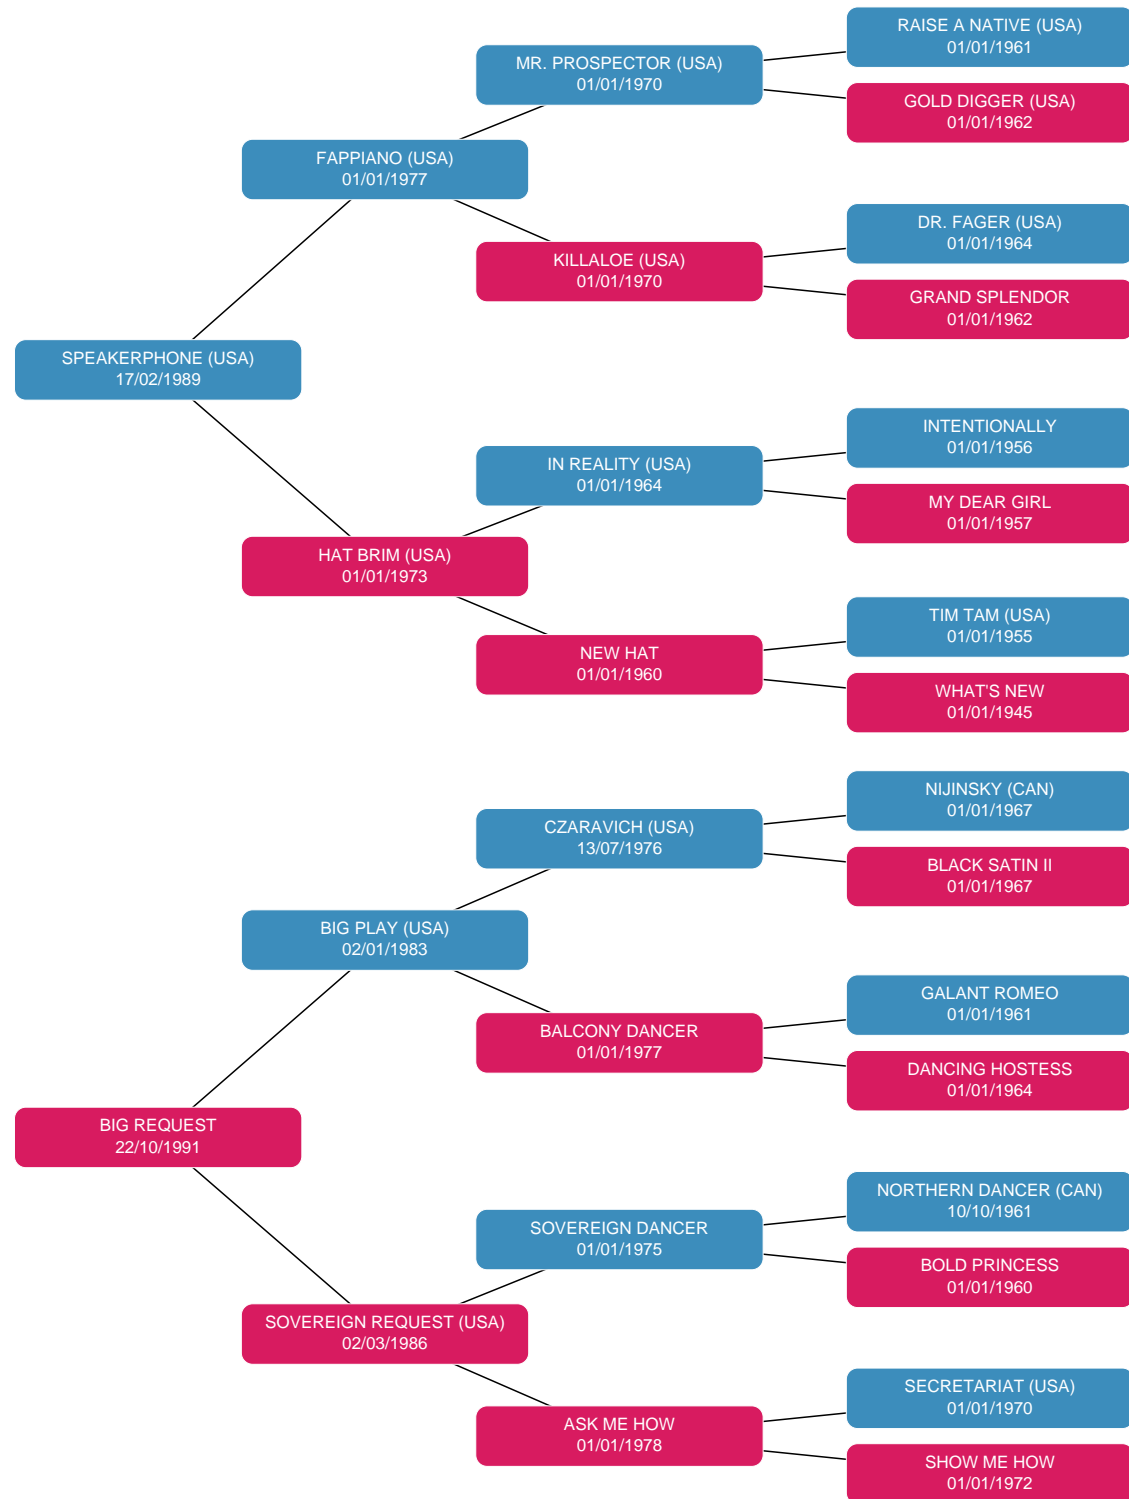 RAISE A NATIVE (USA)
01/01/1961
MR. PROSPECTOR (USA)
01/01/1970
GOLD DIGGER (USA)
01/01/1962
FAPPIANO (USA)
01/01/1977
DR. FAGER (USA)
01/01/1964
KILLALOE (USA)
01/01/1970
GRAND SPLENDOR
01/01/1962
SPEAKERPHONE (USA)
17/02/1989
INTENTIONALLY
01/01/1956
IN REALITY (USA)
01/01/1964
MY DEAR GIRL
01/01/1957
HAT BRIM (USA)
01/01/1973
TIM TAM (USA)
01/01/1955
NEW HAT
01/01/1960
WHAT'S NEW
01/01/1945
NIJINSKY (CAN)
01/01/1967
CZARAVICH (USA)
13/07/1976
BLACK SATIN II
01/01/1967
BIG PLAY (USA)
02/01/1983
GALANT ROMEO
01/01/1961
BALCONY DANCER
01/01/1977
DANCING HOSTESS
01/01/1964
BIG REQUEST
22/10/1991
NORTHERN DANCER (CAN)
10/10/1961
SOVEREIGN DANCER
01/01/1975
BOLD PRINCESS
01/01/1960
SOVEREIGN REQUEST (USA)
02/03/1986
SECRETARIAT (USA)
01/01/1970
ASK ME HOW
01/01/1978
SHOW ME HOW
01/01/1972